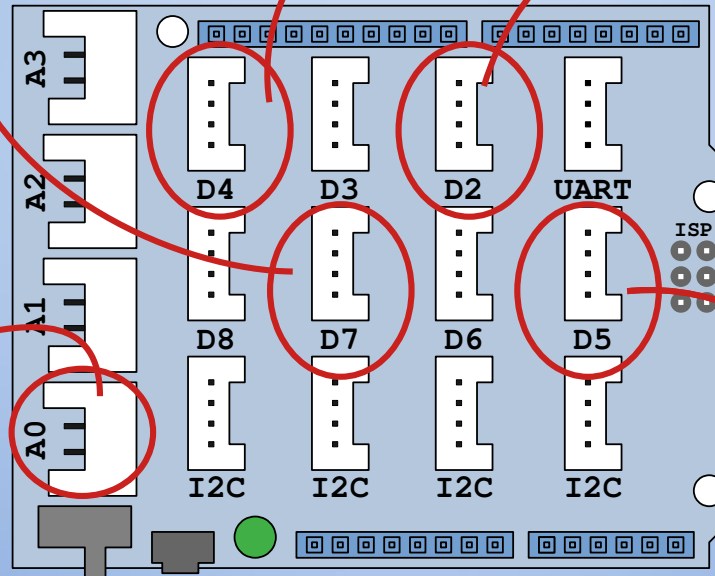 A3
D4 D3 D2 UART
A2
ISP
A1
D8 D7 D6 D5
A0
I2C I2C I2C I2C